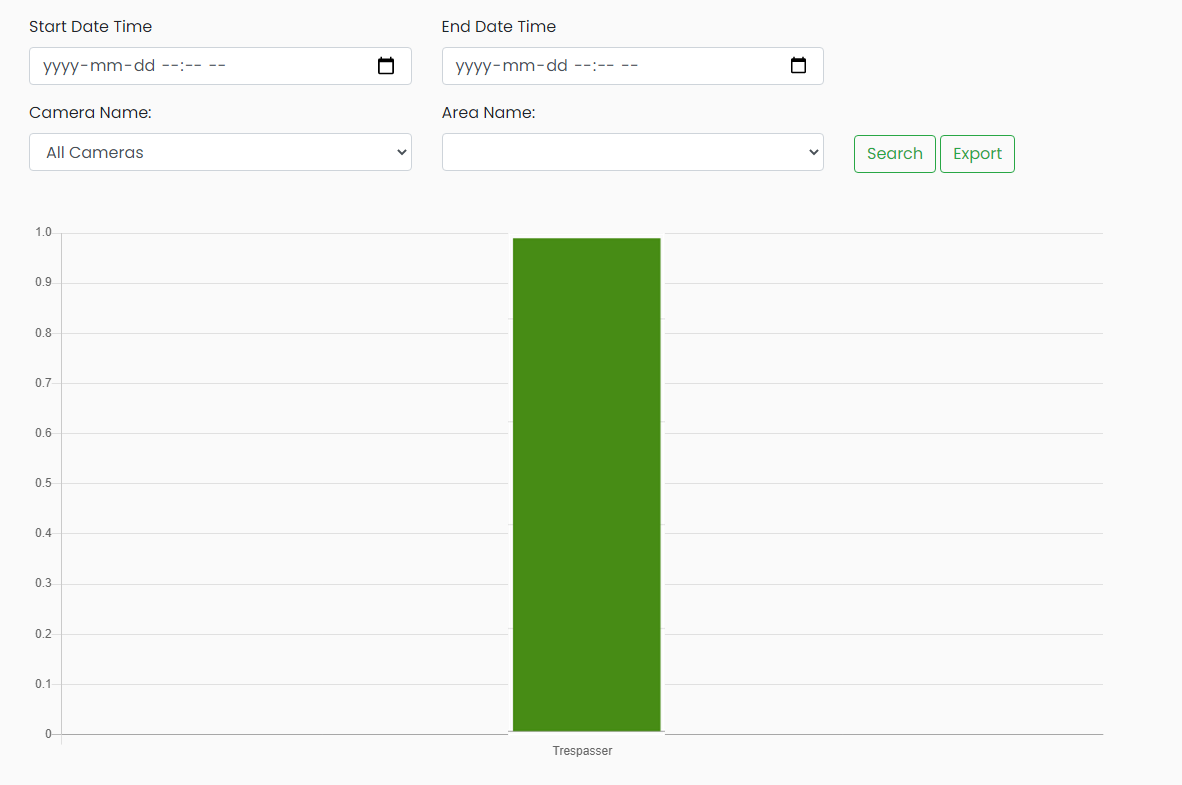 Start Date Time
End Date Time
yyyy-mm-dd --:-- --
yyyy-mm-dd --:-- --
Camera Name:
Area Name:
All Cameras
Search
Export
1.0
0.9
0.8
0.7
0.6
0.5
0.4
0.3
0.2
0.1
0
Trespasser